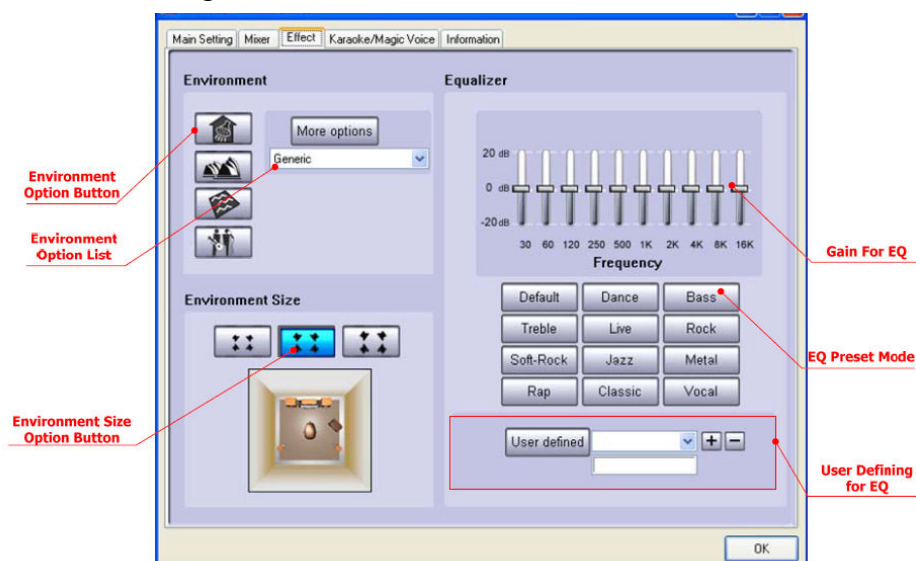 Main Setting Mixer Effect Karaoke/Magic Voice Information
Environment
More options
Generic
Environment
Option Button
Environment
Option List
Environment Size
Environment Size
Option Button
Equalizer
20 dB
0 dB
-20 dB
30 60 120 250 500 1K 2K 4K 8K 16K
Frequency
Gain For EQ
Default Dance Bass
Treble Live Rock
Soft-Rock Jazz Metal
Rap Classic Vocal
EQ Preset Mode
User defined
+ −
User Defining
for EQ
OK